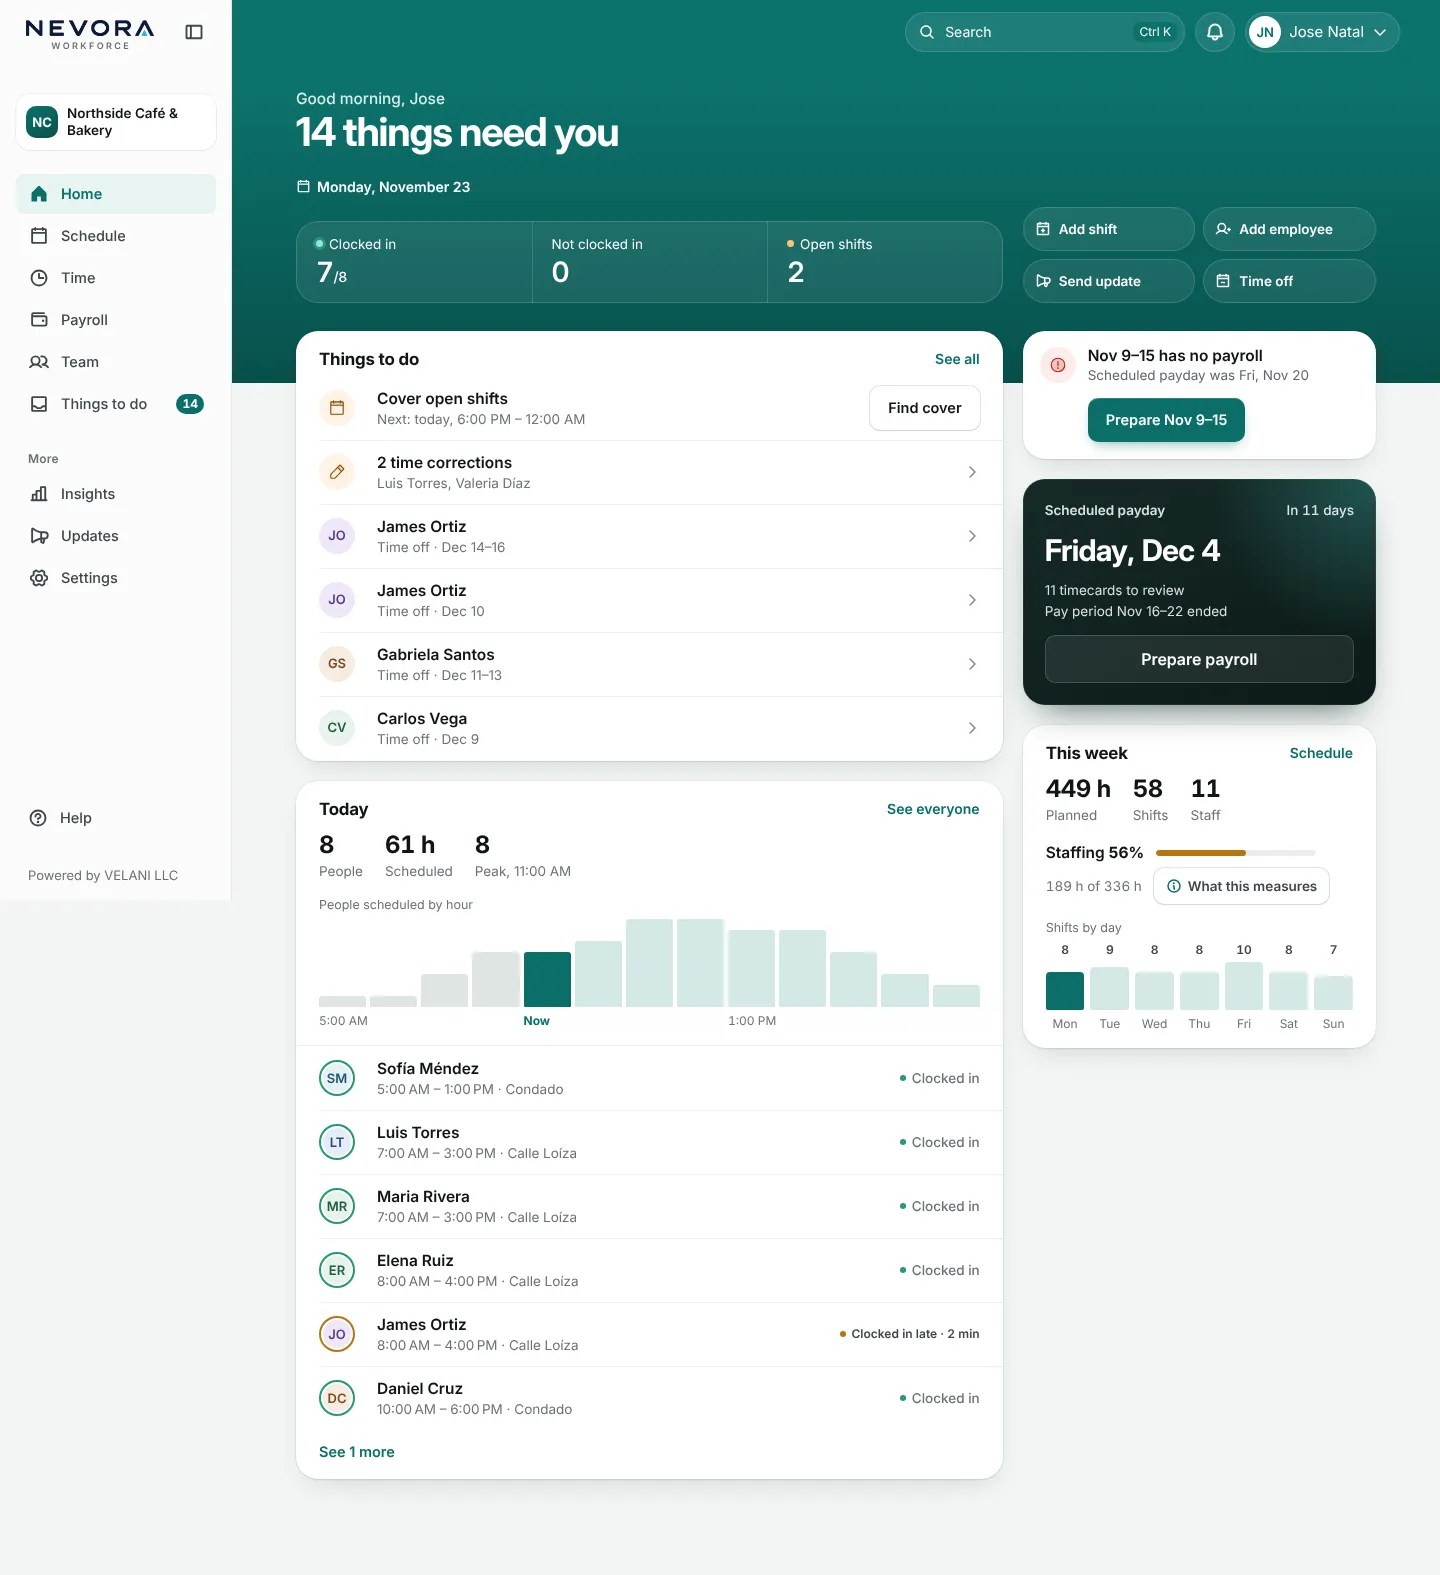 NEVORA
WORKFORCE
NC
Northside Café &
Bakery
Home
Schedule
Time
Payroll
Team
Things to do 14
More
Insights
Updates
Settings
Help
Powered by VELANI LLC
Search Ctrl K
JN Jose Natal
Good morning, Jose
14 things need you
Monday, November 23
Clocked in
7/8
Not clocked in
0
Open shifts
2
Add shift
Add employee
Send update
Time off
Things to do See all
Cover open shifts
Next: today, 6:00 PM – 12:00 AM
Find cover
2 time corrections
Luis Torres, Valeria Díaz
JO
James Ortiz
Time off · Dec 14–16
JO
James Ortiz
Time off · Dec 10
GS
Gabriela Santos
Time off · Dec 11–13
CV
Carlos Vega
Time off · Dec 9
Nov 9–15 has no payroll
Scheduled payday was Fri, Nov 20
Prepare Nov 9–15
Scheduled payday In 11 days
Friday, Dec 4
11 timecards to review
Pay period Nov 16–22 ended
Prepare payroll
This week Schedule
449 h 58 11
Planned Shifts Staff
Staffing 56%
189 h of 336 h
What this measures
Shifts by day
8 9 8 8 10 8 7
Mon Tue Wed Thu Fri Sat Sun
Today See everyone
8 61 h 8
People Scheduled Peak, 11:00 AM
People scheduled by hour
5:00 AM Now 1:00 PM
SM
Sofía Méndez
5:00 AM – 1:00 PM · Condado
Clocked in
LT
Luis Torres
7:00 AM – 3:00 PM · Calle Loíza
Clocked in
MR
Maria Rivera
7:00 AM – 3:00 PM · Calle Loíza
Clocked in
ER
Elena Ruiz
8:00 AM – 4:00 PM · Calle Loíza
Clocked in
JO
James Ortiz
8:00 AM – 4:00 PM · Calle Loíza
Clocked in late · 2 min
DC
Daniel Cruz
10:00 AM – 6:00 PM · Condado
Clocked in
See 1 more